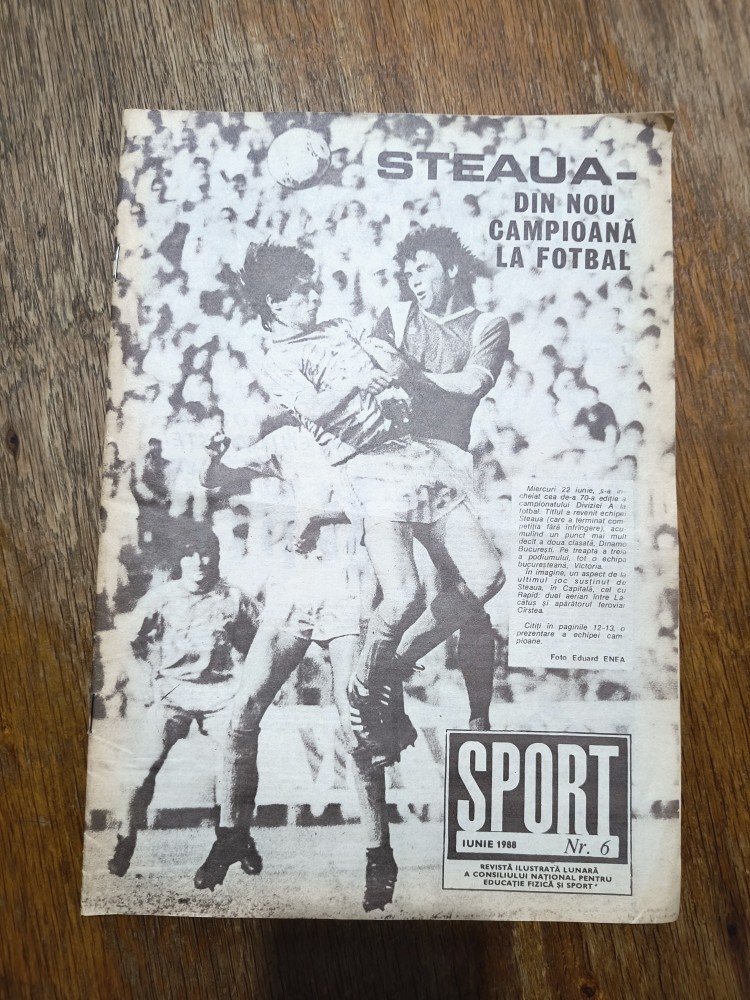 STEAUA-
DIN NOU
CAMPIOANĂ
LA FOTBAL
Miercuri 22 iunie, s-a în-
cheiat cea de-a 70-a ediție a
campionatului Diviziei A la
fotbal. Titlul a revenit echipei
Steaua (care a terminat com-
petiția fără înfrîngere), acu-
mulînd un punct mai mult
decît a doua clasată, Dinamo
București. Pe treapta a treia
a podiumului, tot o echipă
bucureșteană, Victoria.
În imagine, un aspect de la
ultimul joc susținut de
Steaua, în Capitală, cel cu
Rapid: duel aerian între Lă-
cătuș și apărătorul feroviar
Cîrstea.
Citiți în paginile 12-13, o
prezentare a echipei cam-
pioane.
Foto Eduard ENEA
SPORT
IUNIE 1988 Nr. 6
REVISTĂ ILUSTRATĂ LUNARĂ
A CONSILIULUI NAȚIONAL PENTRU
EDUCAȚIE FIZICĂ ȘI SPORT